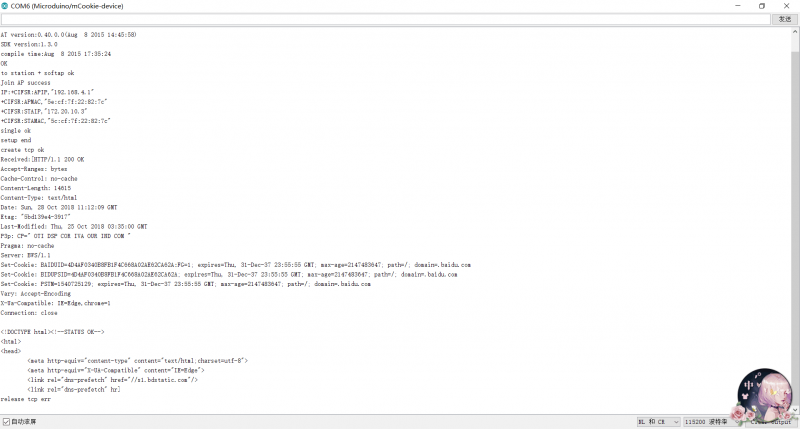 COM6 (Microduino/mCookie-device)
发送
AT version:0.40.0.0(Aug  8 2015 14:45:58)
SDK version:1.3.0
compile time:Aug  8 2015 17:35:24
OK
to station + softap ok
Join AP success
IP:+CIFSR:APIP,"192.168.4.1"
+CIFSR:APMAC,"5e:cf:7f:22:82:7c"
+CIFSR:STAIP,"172.20.10.3"
+CIFSR:STAMAC,"5c:cf:7f:22:82:7c"
single ok
setup end
create tcp ok
Received:[HTTP/1.1 200 OK
Accept-Ranges: bytes
Cache-Control: no-cache
Content-Length: 14615
Content-Type: text/html
Date: Sun, 28 Oct 2018 11:12:09 GMT
Etag: "5bd139e4-3917"
Last-Modified: Thu, 25 Oct 2018 03:35:00 GMT
P3p: CP=" OTI DSP COR IVA OUR IND COM "
Pragma: no-cache
Server: BWS/1.1
Set-Cookie: BAIDUID=4D4AF0340B8FB1F4C668A02AE62CA62A:FG=1; expires=Thu, 31-Dec-37 23:55:55 GMT; max-age=2147483647; path=/; domain=.baidu.com
Set-Cookie: BIDUPSID=4D4AF0340B8FB1F4C668A02AE62CA62A; expires=Thu, 31-Dec-37 23:55:55 GMT; max-age=2147483647; path=/; domain=.baidu.com
Set-Cookie: PSTM=1540725129; expires=Thu, 31-Dec-37 23:55:55 GMT; max-age=2147483647; path=/; domain=.baidu.com
Vary: Accept-Encoding
X-Ua-Compatible: IE=Edge,chrome=1
Connection: close
<!DOCTYPE html><!--STATUS OK-->
<html>
<head>
<meta http-equiv="content-type" content="text/html;charset=utf-8">
<meta http-equiv="X-UA-Compatible" content="IE=Edge">
<link rel="dns-prefetch" href="//s1.bdstatic.com"/>
<link rel="dns-prefetch" hr]
release tcp err
中
自动滚屏
NL 和 CR
115200 波特率
output